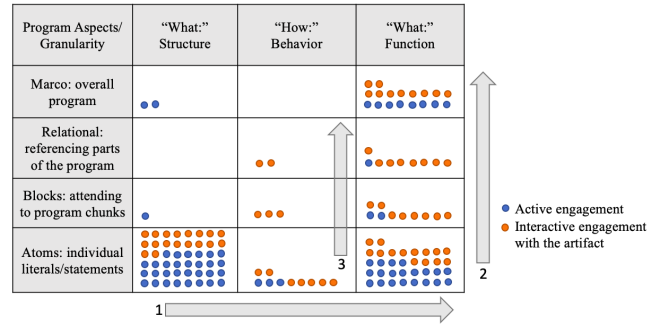 Program Aspects/
Granularity
“What:”
Structure
“How:”
Behavior
“What:”
Function
Marco: overall
program
Relational:
referencing parts
of the program
Blocks: attending
to program chunks
Atoms: individual
literals/statements
3
2
1
Active engagement
Interactive engagement
with the artifact